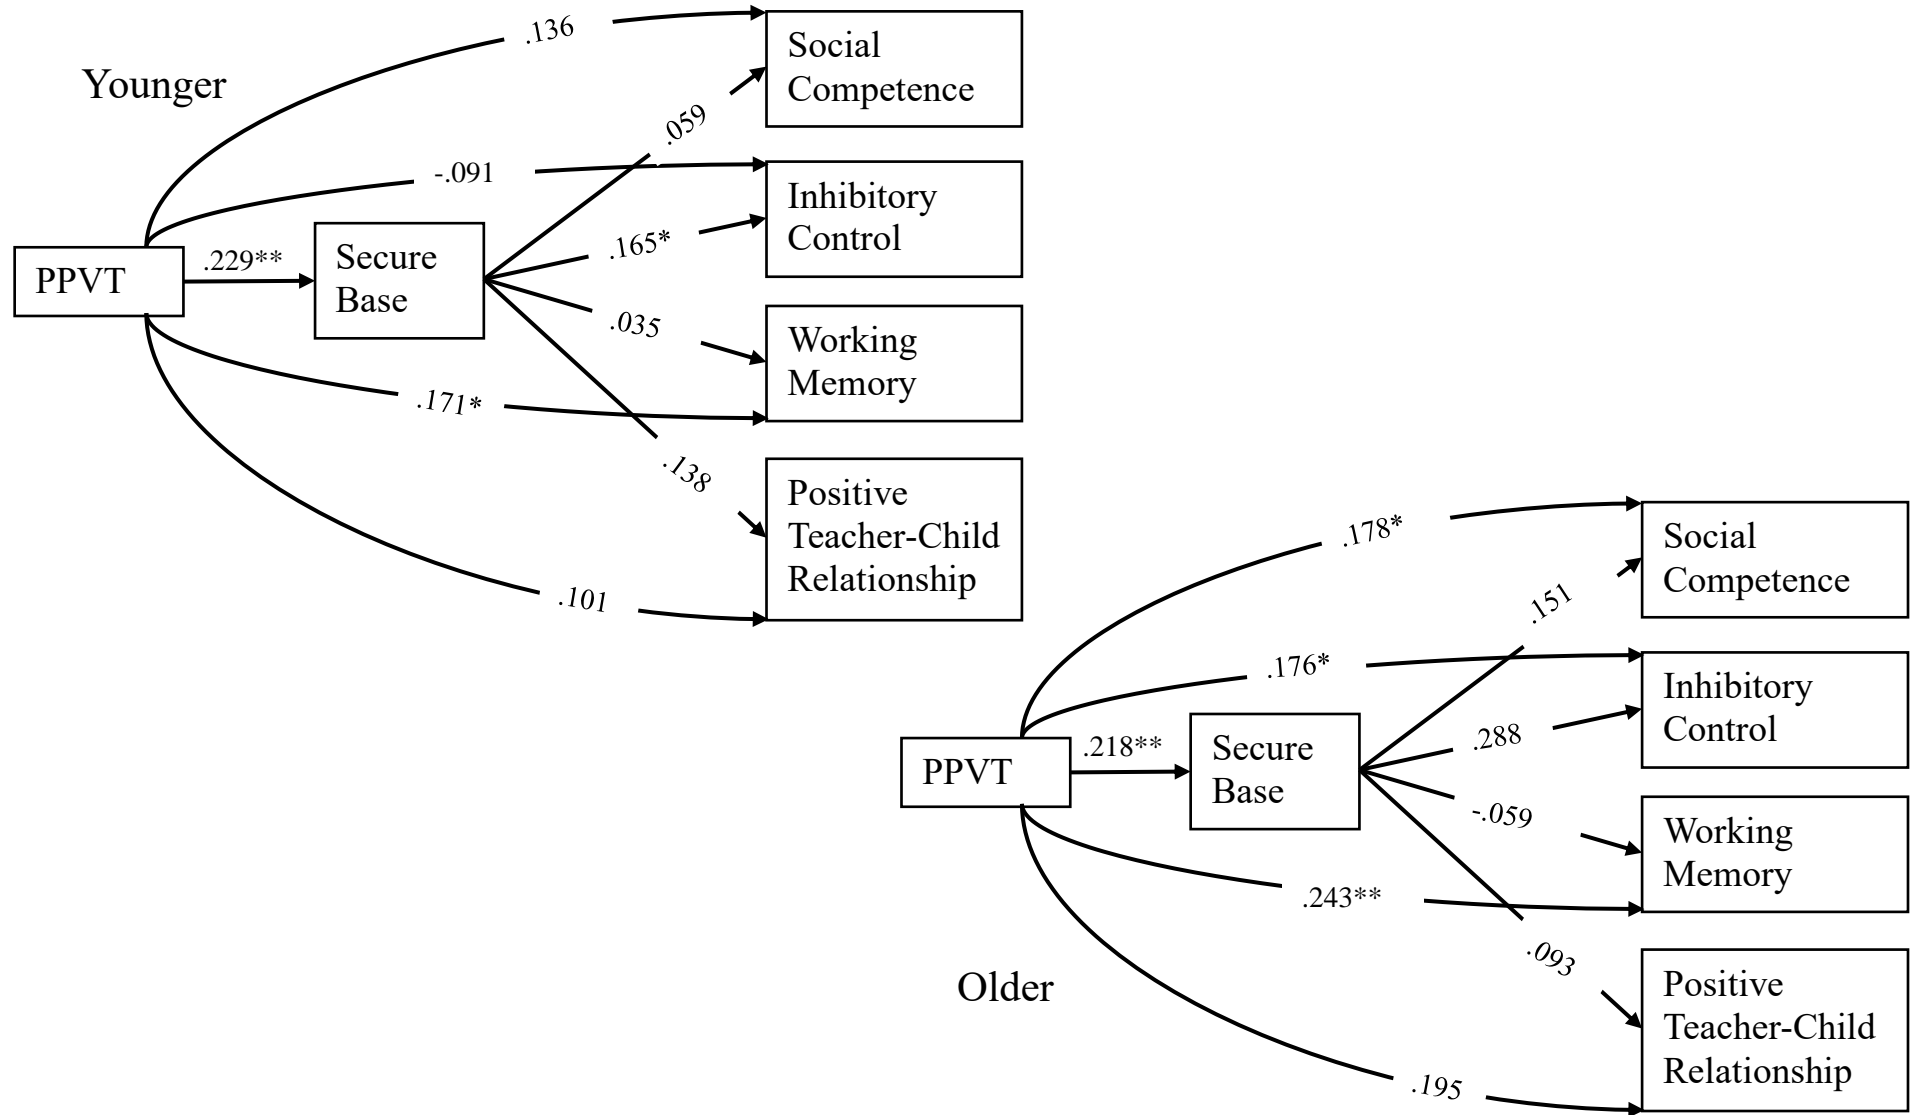 Younger
.136
Social
Competence
.059
-.091
Inhibitory
Control
.165*
PPVT
.229**
Secure
Base
.035
Working
Memory
.171*
.138
Positive
Teacher-Child
Relationship
.101
.178*
Social
Competence
.151
.176*
Inhibitory
Control
.288
PPVT
.218**
Secure
Base
-.059
Working
Memory
.243**
Older
.093
Positive
Teacher-Child
Relationship
.195